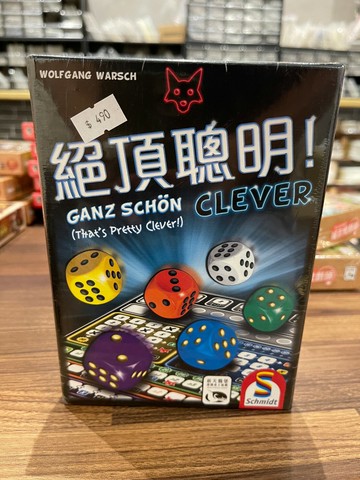 WOLFGANG WARSCH
$ 490
絕頂聰明!
GANZ SCHÖN CLEVER
(That's Pretty Clever!)
Schmidt